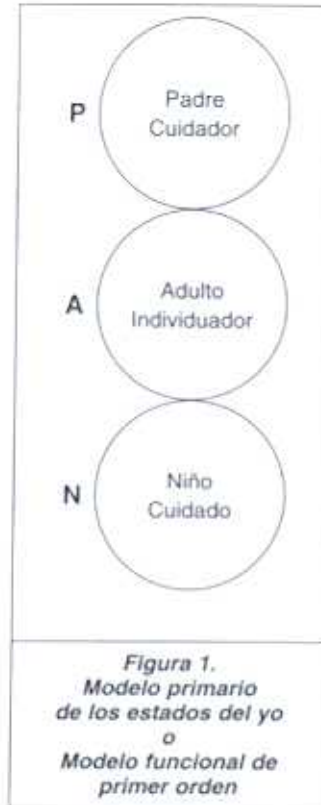 P
Padre
Cuidador
A
Adulto
Individuador
N
Niño
Cuidado
Figura 1.
Modelo primario
de los estados del yo
o
Modelo funcional de
primer orden